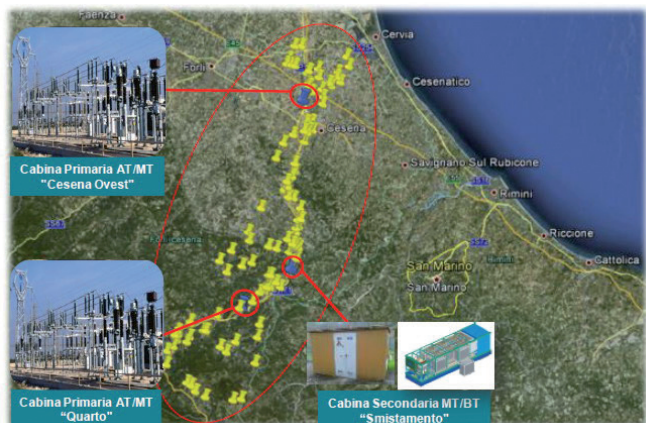 Faenza
Cervia
Forlì
Cesenatico
Cabina Primaria AT/MT
"Cesena Ovest"
Cesena
Savignano Sul Rubicone
Rimini
Riccione
Cattolica
San Marino
San Marino
Cabina Primaria AT/MT
“Quarto”
Cabina Secondaria MT/BT
“Smistamento”